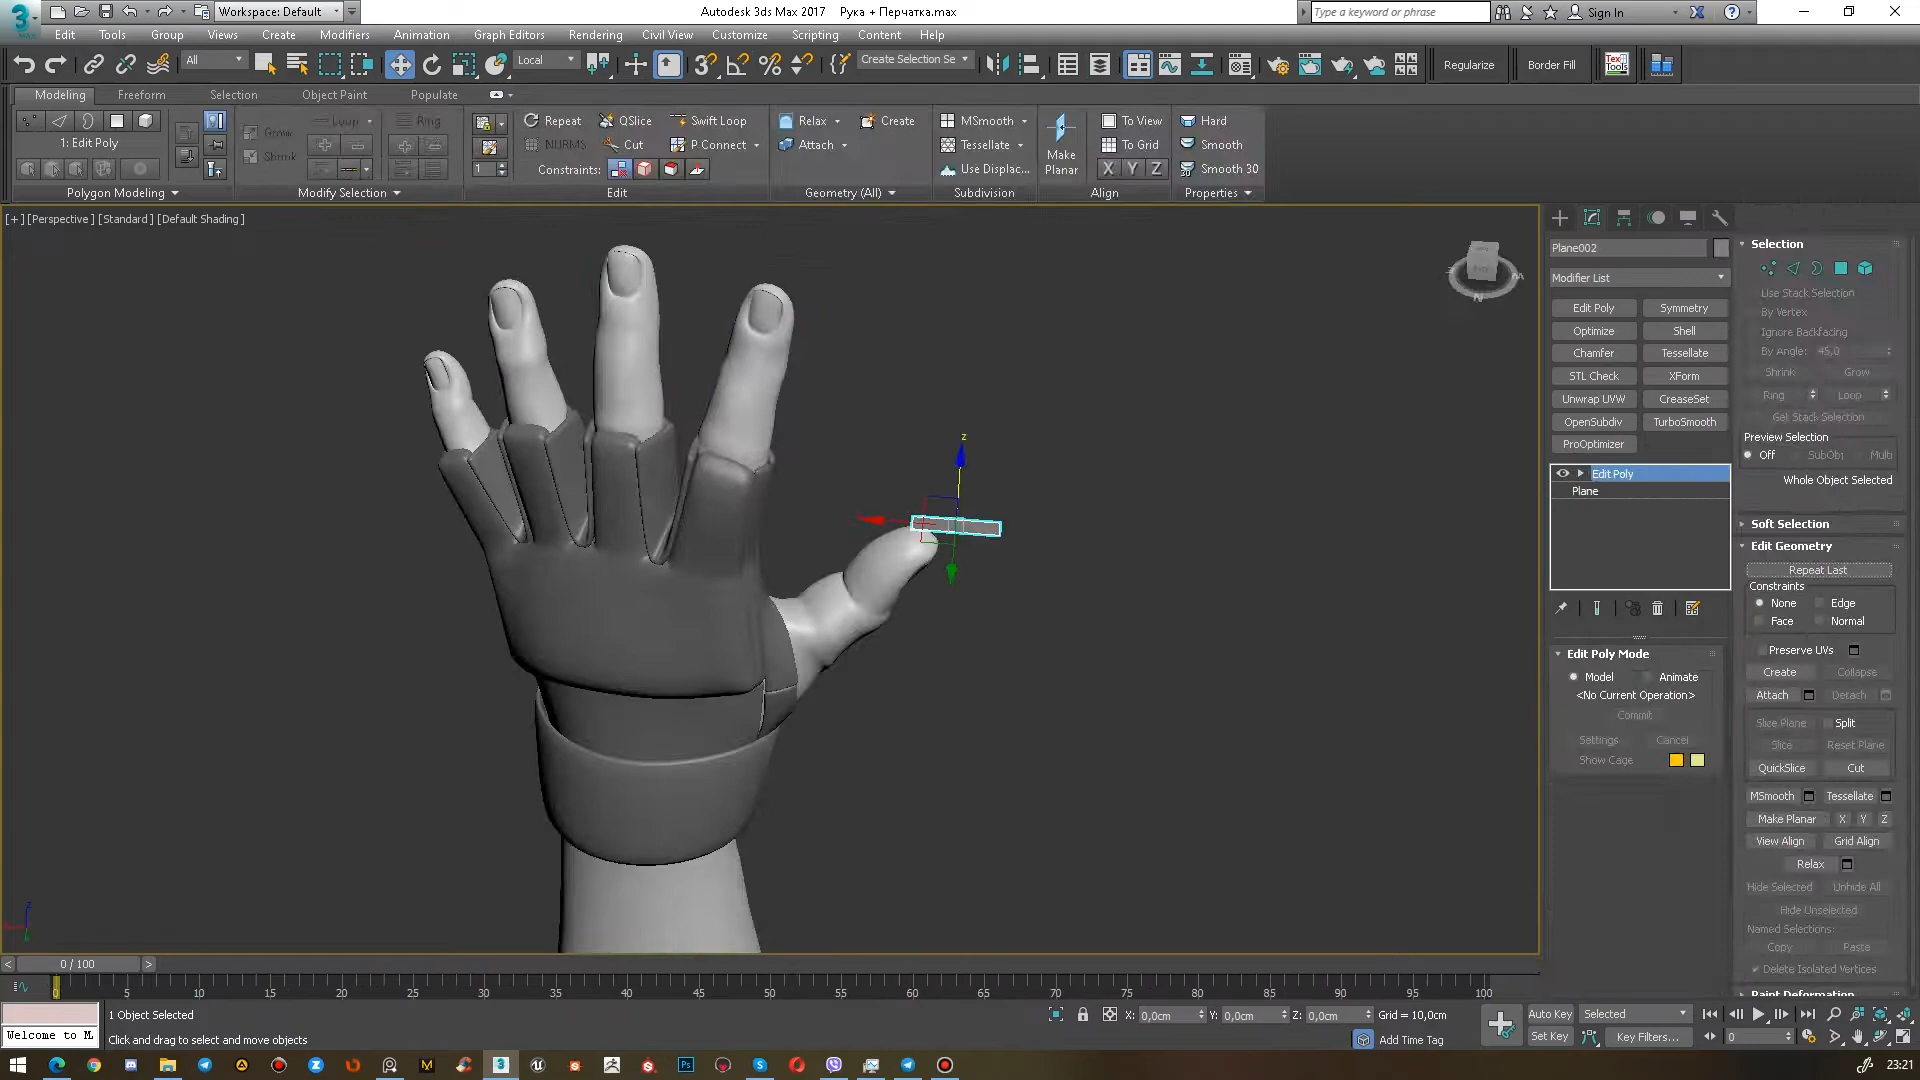 Workspace: Default
Autodesk 3ds Max 2017    Рука + Перчатка.max
Type a keyword or phrase
Sign In
Edit Tools Group Views Create Modifiers Animation Graph Editors Rendering Civil View Customize Scripting Content Help
All
Local
Create Selection Se
Regularize
Border Fill
Modeling Freeform Selection Object Paint Populate
1: Edit Poly
Polygon Modeling
Grow
Shrink
Loop
Ring
Modify Selection
Repeat QSlice Swift Loop
NURMS Cut P Connect
1 Constraints:
Edit
Relax Create
Attach
Geometry (All)
MSmooth
Tessellate
Use Displac...
Subdivision
Make
Planar
To View
To Grid
X Y Z
Align
Hard
Smooth
Smooth 30
Properties
[+] [Perspective] [Standard] [Default Shading]
z
Plane002
Modifier List
Edit Poly Symmetry
Optimize Shell
Chamfer Tessellate
STL Check XForm
Unwrap UVW CreaseSet
OpenSubdiv TurboSmooth
ProOptimizer
Edit Poly
Plane
Edit Poly Mode
Model Animate
<No Current Operation>
Commit
Settings Cancel
Show Cage
Selection
Use Stack Selection
By Vertex
Ignore Backfacing
By Angle: 45,0
Shrink Grow
Ring Loop
Get Stack Selection
Preview Selection
Off SubObj Multi
Whole Object Selected
Soft Selection
Edit Geometry
Repeat Last
Constraints
None Edge
Face Normal
Preserve UVs
Create Collapse
Attach Detach
Slice Plane Split
Slice Reset Plane
QuickSlice Cut
MSmooth Tessellate
Make Planar X Y Z
View Align Grid Align
Relax
Hide Selected Unhide All
Hide Unselected
Named Selections:
Copy Paste
Delete Isolated Vertices
Paint Deformation
< 0 / 100 >
0 5 10 15 20 25 30 35 40 45 50 55 60 65 70 75 80 85 90 95 100
Welcome to M.
1 Object Selected
Click and drag to select and move objects
X: 0,0cm Y: 0,0cm Z: 0,0cm Grid = 10,0cm
Add Time Tag
Auto Key Selected
Set Key Key Filters...
0
23:21